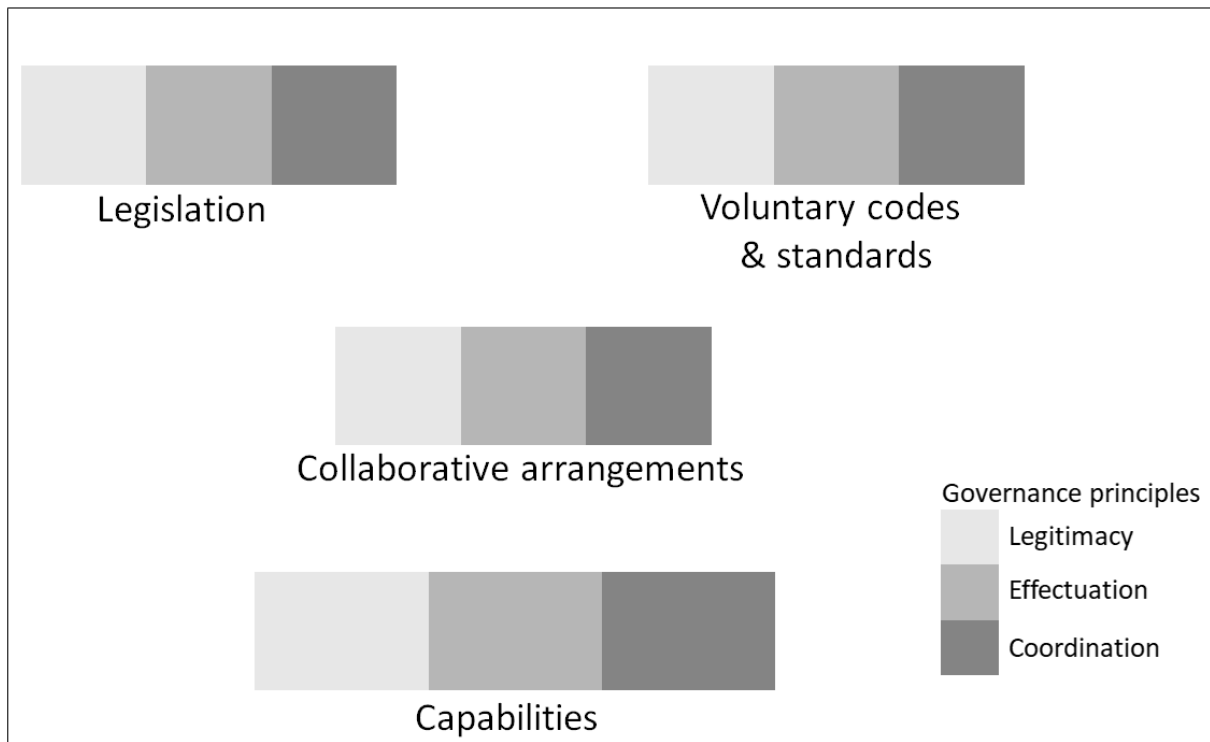 Legislation
Voluntary codes
& standards
Collaborative arrangements
Governance principles
Legitimacy
Effectuation
Coordination
Capabilities